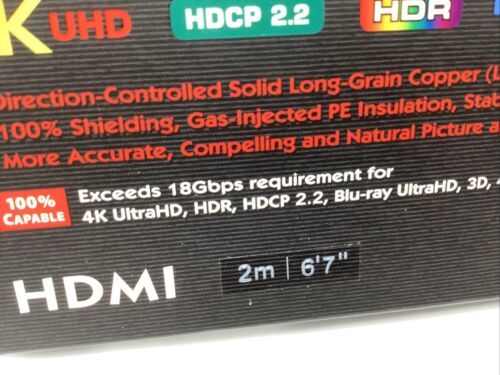 K UHD HDCP 2.2 HDR
Direction-Controlled Solid Long-Grain Copper
100% Shielding, Gas-Injected PE Insulation,
More Accurate, Compelling and Natural Picture
100% CAPABLE
Exceeds 18Gbps requirement for
4K UltraHD, HDR, HDCP 2.2, Blu-ray UltraHD, 3D,
HDMI 2m | 6'7"